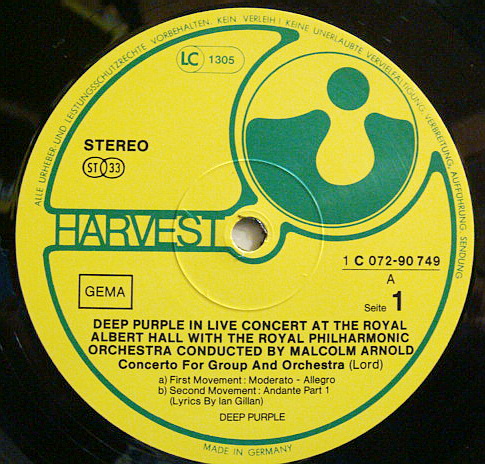 ALLE URHEBER UND LEISTUNGSSCHUTZRECHTE VORBEHALTEN. KEIN VERLEIH! KEINE UNERLAUBTE VERVIELFÄLTIGUNG, VERBREITUNG, AUFFÜHRUNG, SENDUNG
LC 1305
STEREO
ST 33
HARVEST
1 C 072-90 749
A
GEMA
Seite 1
DEEP PURPLE IN LIVE CONCERT AT THE ROYAL
ALBERT HALL WITH THE ROYAL PHILHARMONIC
ORCHESTRA CONDUCTED BY MALCOLM ARNOLD
Concerto For Group And Orchestra (Lord)
a) First Movement: Moderato - Allegro
b) Second Movement: Andante Part 1
(Lyrics By Ian Gillan)
DEEP PURPLE
MADE IN GERMANY